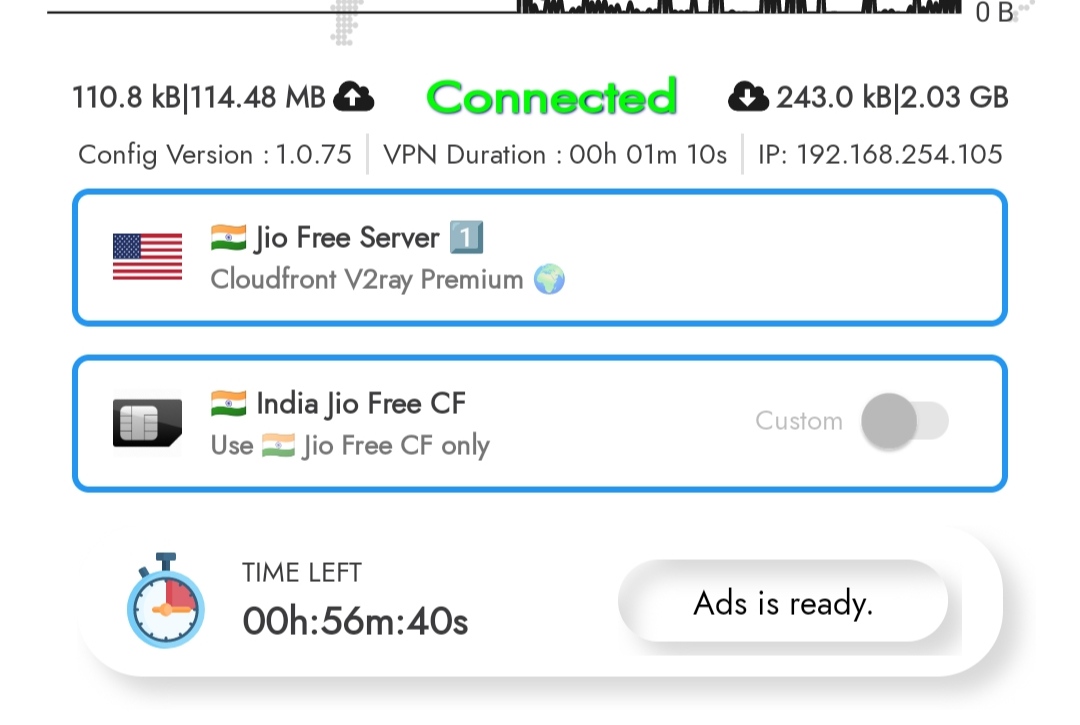 0 B
110.8 kB|114.48 MB Connected 243.0 kB|2.03 GB
Config Version : 1.0.75 VPN Duration : 00h 01m 10s IP: 192.168.254.105
🇮🇳 Jio Free Server 1️⃣
Cloudfront V2ray Premium 🌍
🇮🇳 India Jio Free CF
Use 🇮🇳 Jio Free CF only
Custom
TIME LEFT
00h:56m:40s
Ads is ready.